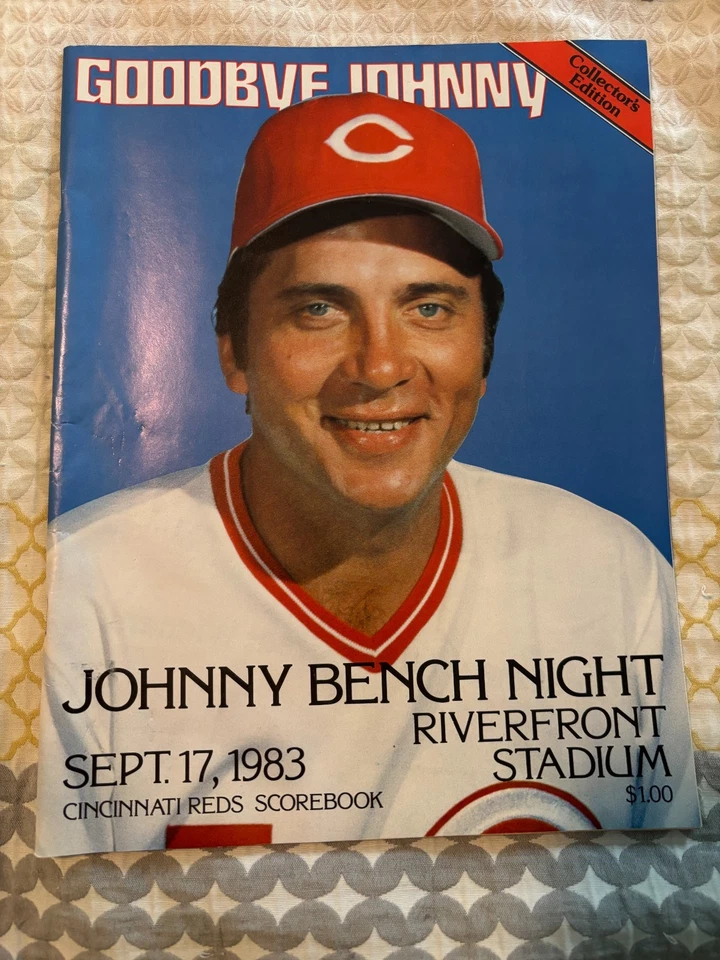 GOODBYE JOHNNY
Collector's
Edition
C
JOHNNY BENCH NIGHT
RIVERFRONT
SEPT. 17, 1983
STADIUM
CINCINNATI REDS SCOREBOOK
$1.00